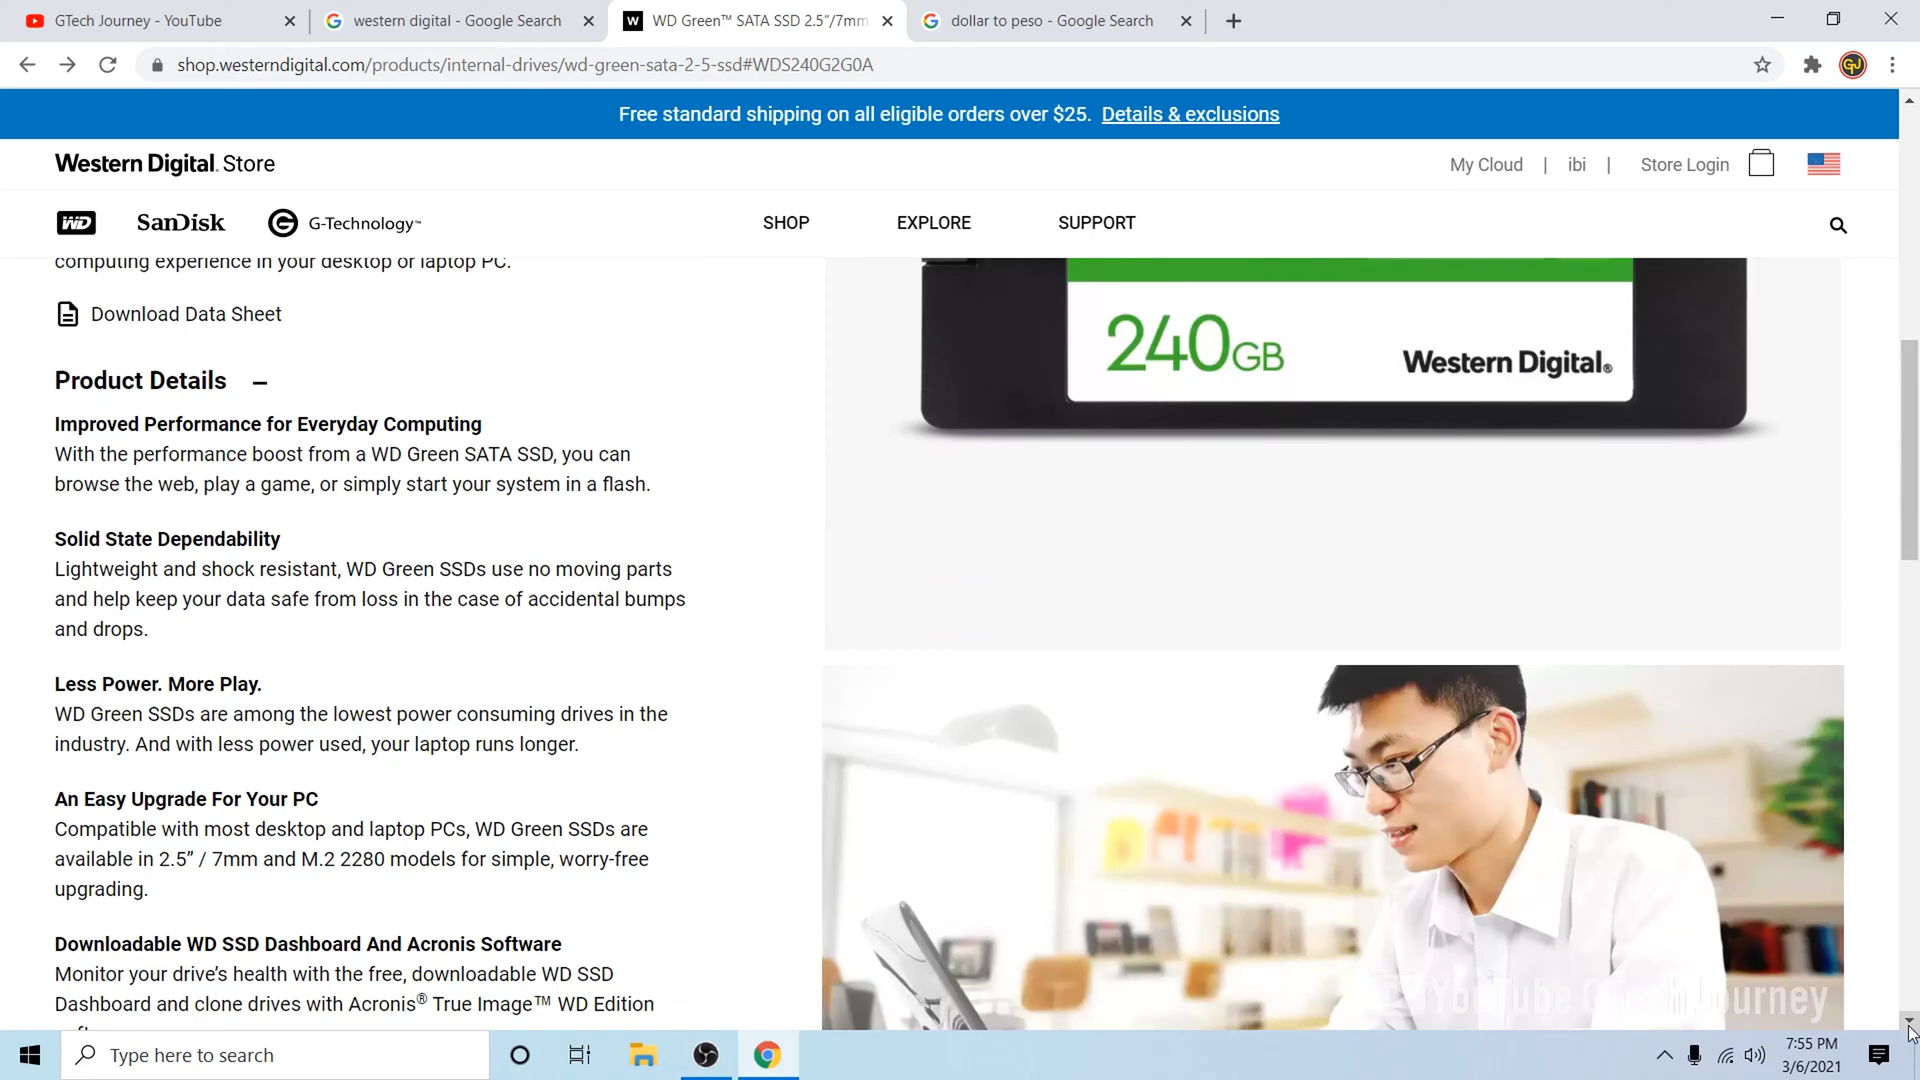 GTech Journey - YouTube
western digital - Google Search
WD Green™ SATA SSD 2.5"/7mm
dollar to peso - Google Search
shop.westerndigital.com/products/internal-drives/wd-green-sata-2-5-ssd#WDS240G2G0A
Free standard shipping on all eligible orders over $25. Details & exclusions
Western Digital. Store
My Cloud | ibi | Store Login
WD SanDisk G-Technology™
SHOP EXPLORE SUPPORT
computing experience in your desktop or laptop PC.
Download Data Sheet
Product Details –
Improved Performance for Everyday Computing
With the performance boost from a WD Green SATA SSD, you can
browse the web, play a game, or simply start your system in a flash.
Solid State Dependability
Lightweight and shock resistant, WD Green SSDs use no moving parts
and help keep your data safe from loss in the case of accidental bumps
and drops.
Less Power. More Play.
WD Green SSDs are among the lowest power consuming drives in the
industry. And with less power used, your laptop runs longer.
An Easy Upgrade For Your PC
Compatible with most desktop and laptop PCs, WD Green SSDs are
available in 2.5” / 7mm and M.2 2280 models for simple, worry-free
upgrading.
Downloadable WD SSD Dashboard And Acronis Software
Monitor your drive’s health with the free, downloadable WD SSD
Dashboard and clone drives with Acronis® True Image™ WD Edition
240GB
Western Digital®
YouTube GTech Journey
Type here to search
7:55 PM
3/6/2021